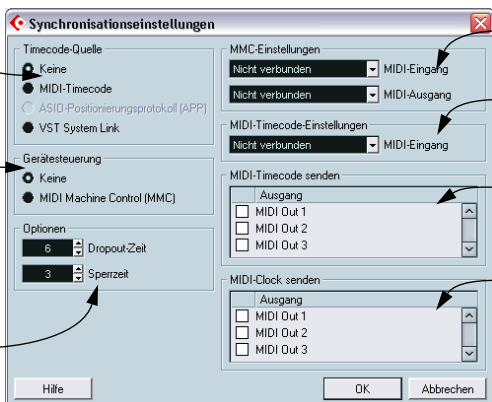 Synchronisationseinstellungen
Timecode-Quelle
Keine
MIDI-Timecode
ASIO-Positionierungsprotokoll (APP)
VST System Link
Gerätesteuerung
Keine
MIDI Machine Control (MMC)
Optionen
6 Dropout-Zeit
3 Sperrzeit
MMC-Einstellungen
Nicht verbunden MIDI-Eingang
Nicht verbunden MIDI-Ausgang
MIDI-Timecode-Einstellungen
Nicht verbunden MIDI-Eingang
MIDI-Timecode senden
Ausgang
MIDI Out 1
MIDI Out 2
MIDI Out 3
MIDI-Clock senden
Ausgang
MIDI Out 1
MIDI Out 2
MIDI Out 3
Hilfe OK Abbrechen